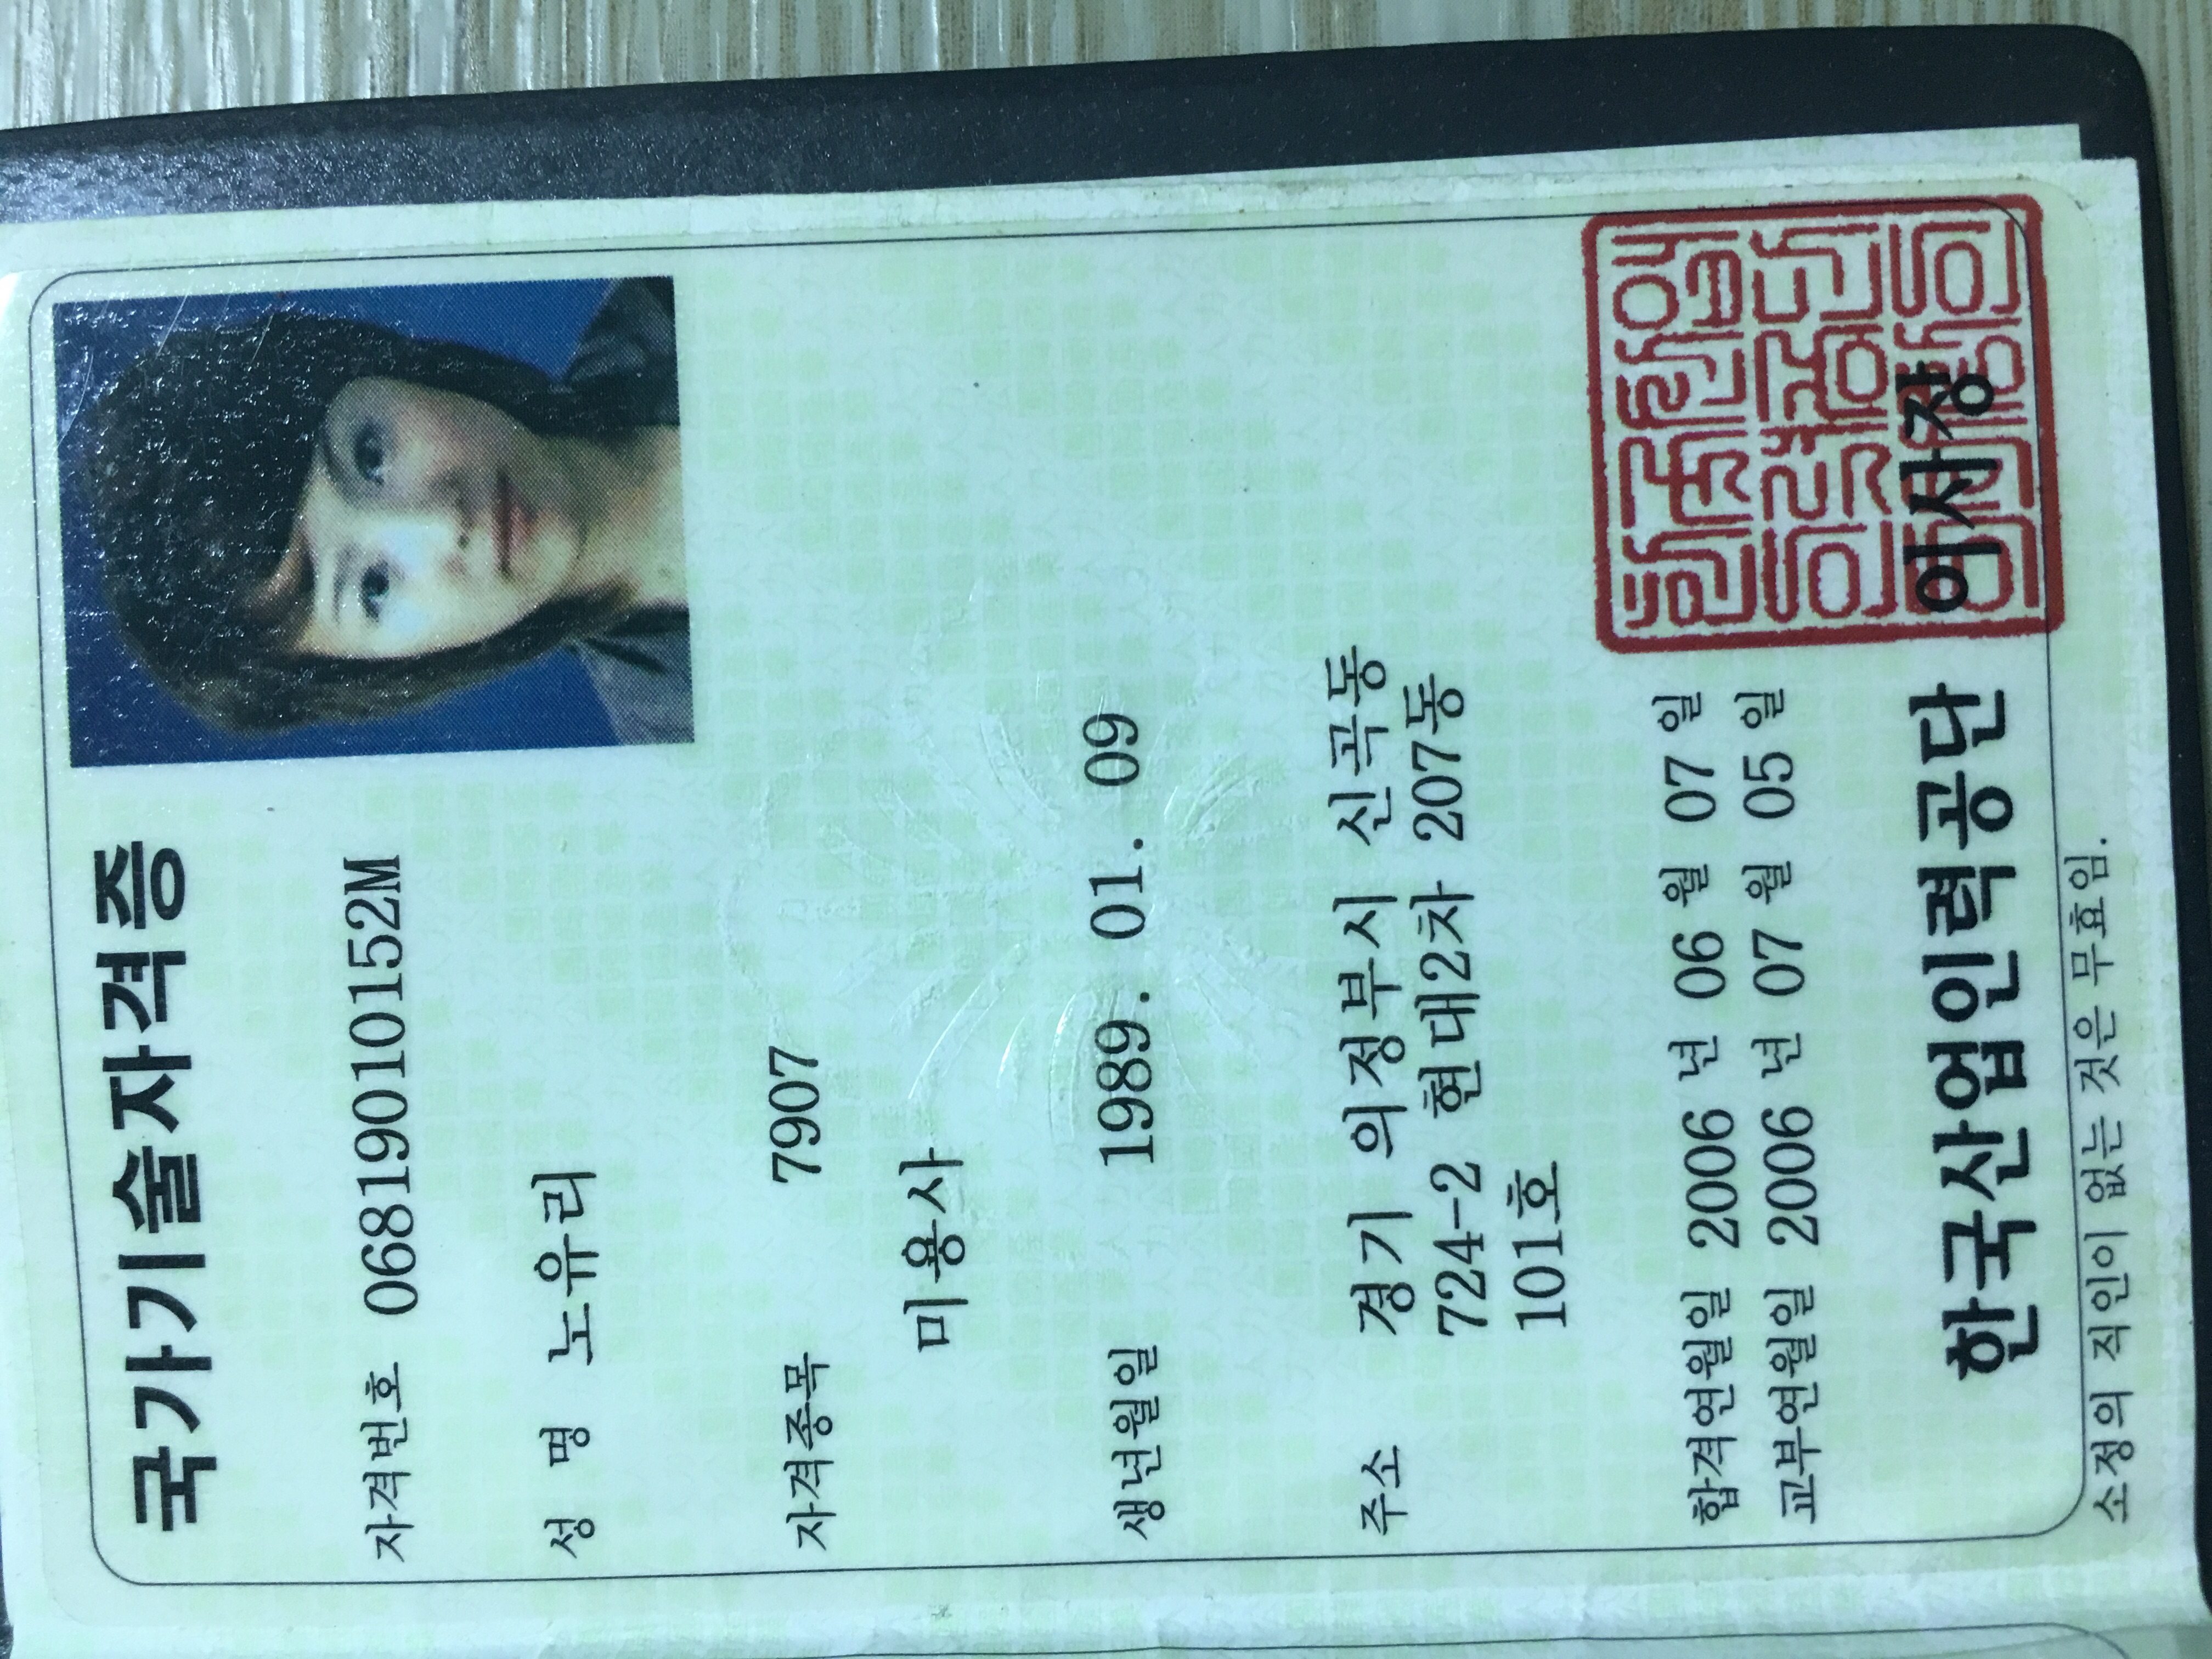 국가기술자격증
자격번호 06819010152M
성 명 노유리
자격종목 7907
미용사
생년월일 1989. 01. 09
주소 경기 의정부시 신곡동
724-2 현대2차 207동
101호
합격연월일 2006 년 06 월 07 일
교부연월일 2006 년 07 월 05 일
한국산업인력공단 이사장
소정의 직인이 없는 것은 무효임.